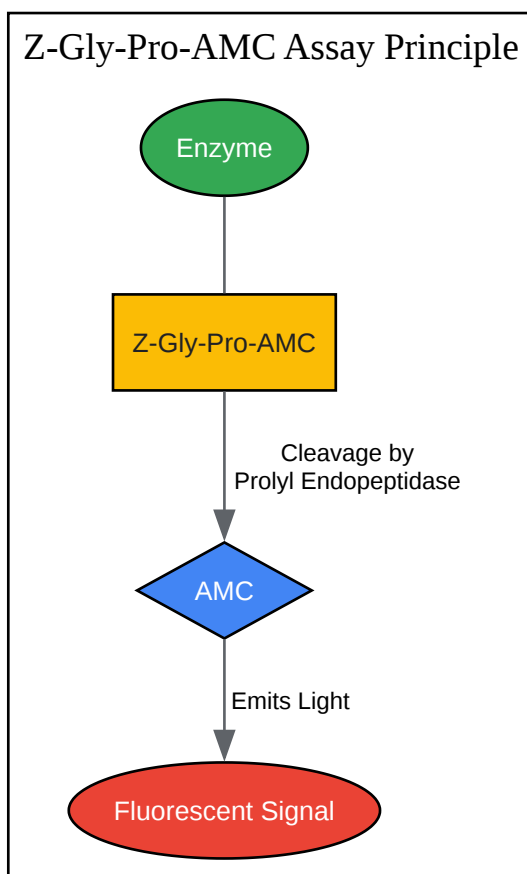 Z-Gly-Pro-AMC Assay Principle
Enzyme
Z-Gly-Pro-AMC
Cleavage by
Prolyl Endopeptidase
AMC
Emits Light
Fluorescent Signal